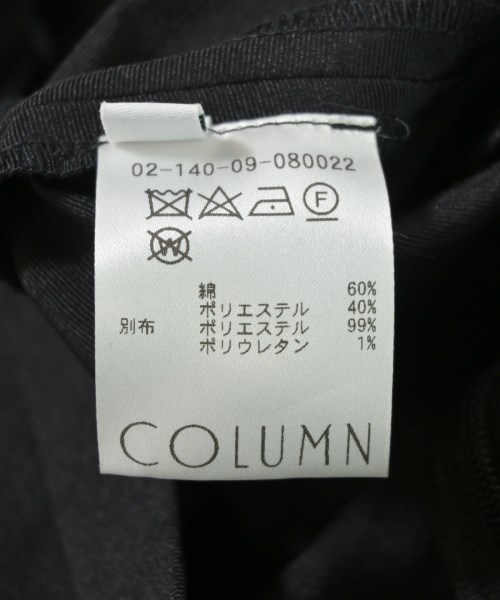 02-140-09-080022
F
W
綿 60%
ポリエステル 40%
別布 ポリエステル 99%
ポリウレタン 1%
COLUMN